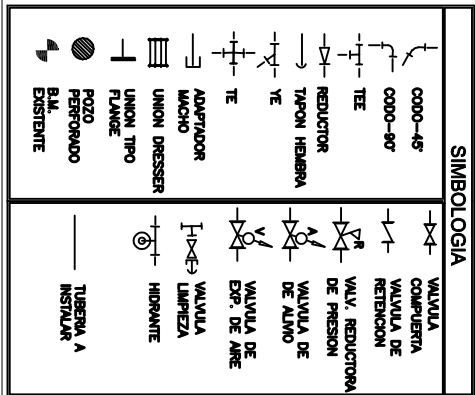 SIMBOLOGIA
CODO-45°
CODO-90°
TEE
REDUCTOR
TAPON HEMBRA
YE
TE
ADAPTADOR
MACHO
UNION DRESSER
UNION TIPO
FLANGE
POZO
PERFORADO
B.M.
EXISTENTE
VALVULA
COMPUERTA
VALVULA DE
RETENCION
R
VALV. REDUCTORA
DE PRESION
A
VALVULA DE
DE ALIVIO
V
VALVULA DE
EXP. DE AIRE
VALVULA
LIMPIEZA
HIDRANTE
TUBERIA A
INSTALAR